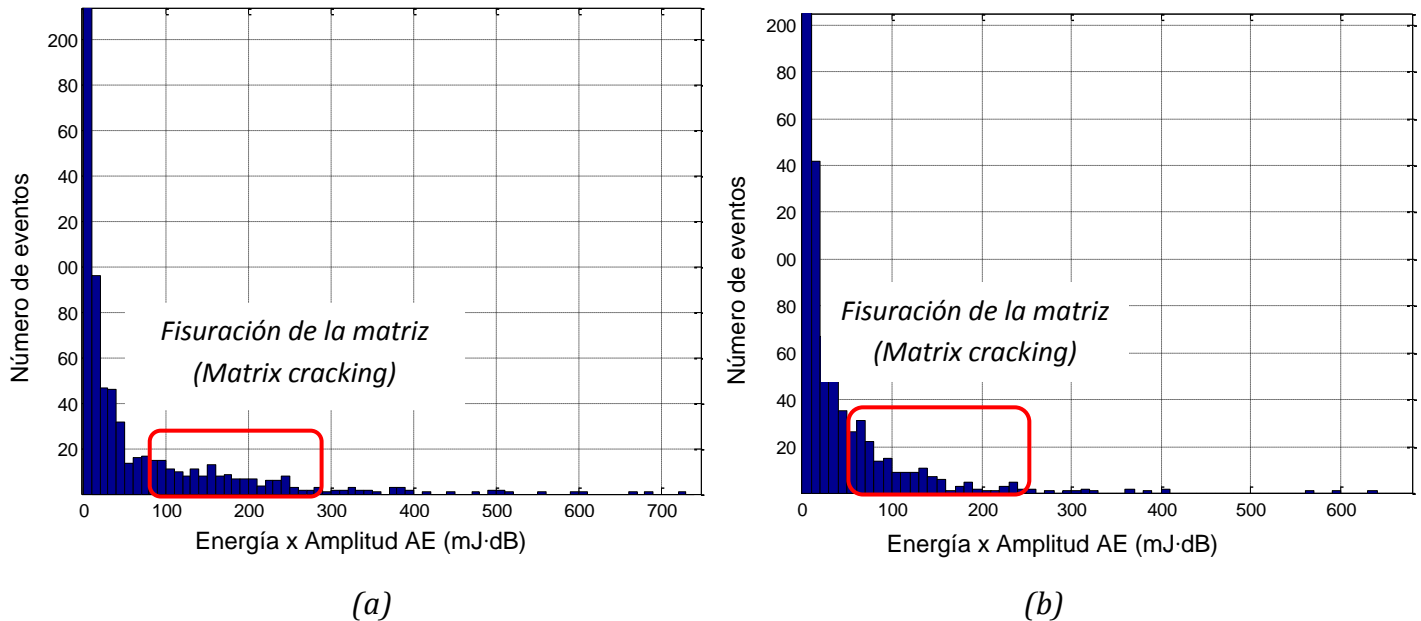 200
80
60
40
20
00
80
60
40
20
Número de eventos
Fisuración de la matriz
(Matrix cracking)
0 100 200 300 400 500 600 700
Energía x Amplitud AE (mJ·dB)
(a)
200
80
60
40
20
00
80
60
40
20
Número de eventos
Fisuración de la matriz
(Matrix cracking)
0 100 200 300 400 500 600
Energía x Amplitud AE (mJ·dB)
(b)